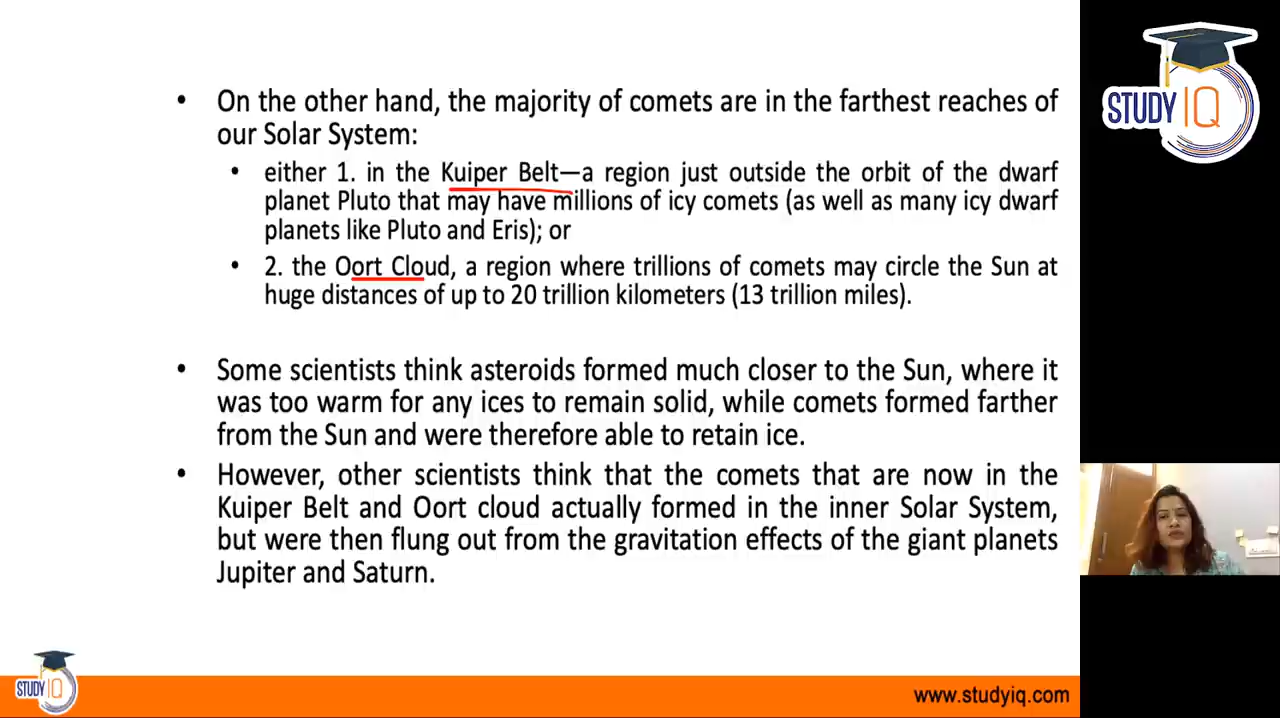 • On the other hand, the majority of comets are in the farthest reaches of
our Solar System:
• either 1. in the Kuiper Belt—a region just outside the orbit of the dwarf
planet Pluto that may have millions of icy comets (as well as many icy dwarf
planets like Pluto and Eris); or
• 2. the Oort Cloud, a region where trillions of comets may circle the Sun at
huge distances of up to 20 trillion kilometers (13 trillion miles).
• Some scientists think asteroids formed much closer to the Sun, where it
was too warm for any ices to remain solid, while comets formed farther
from the Sun and were therefore able to retain ice.
• However, other scientists think that the comets that are now in the
Kuiper Belt and Oort cloud actually formed in the inner Solar System,
but were then flung out from the gravitation effects of the giant planets
Jupiter and Saturn.
STUDY IQ
STUDY IQ
www.studyiq.com